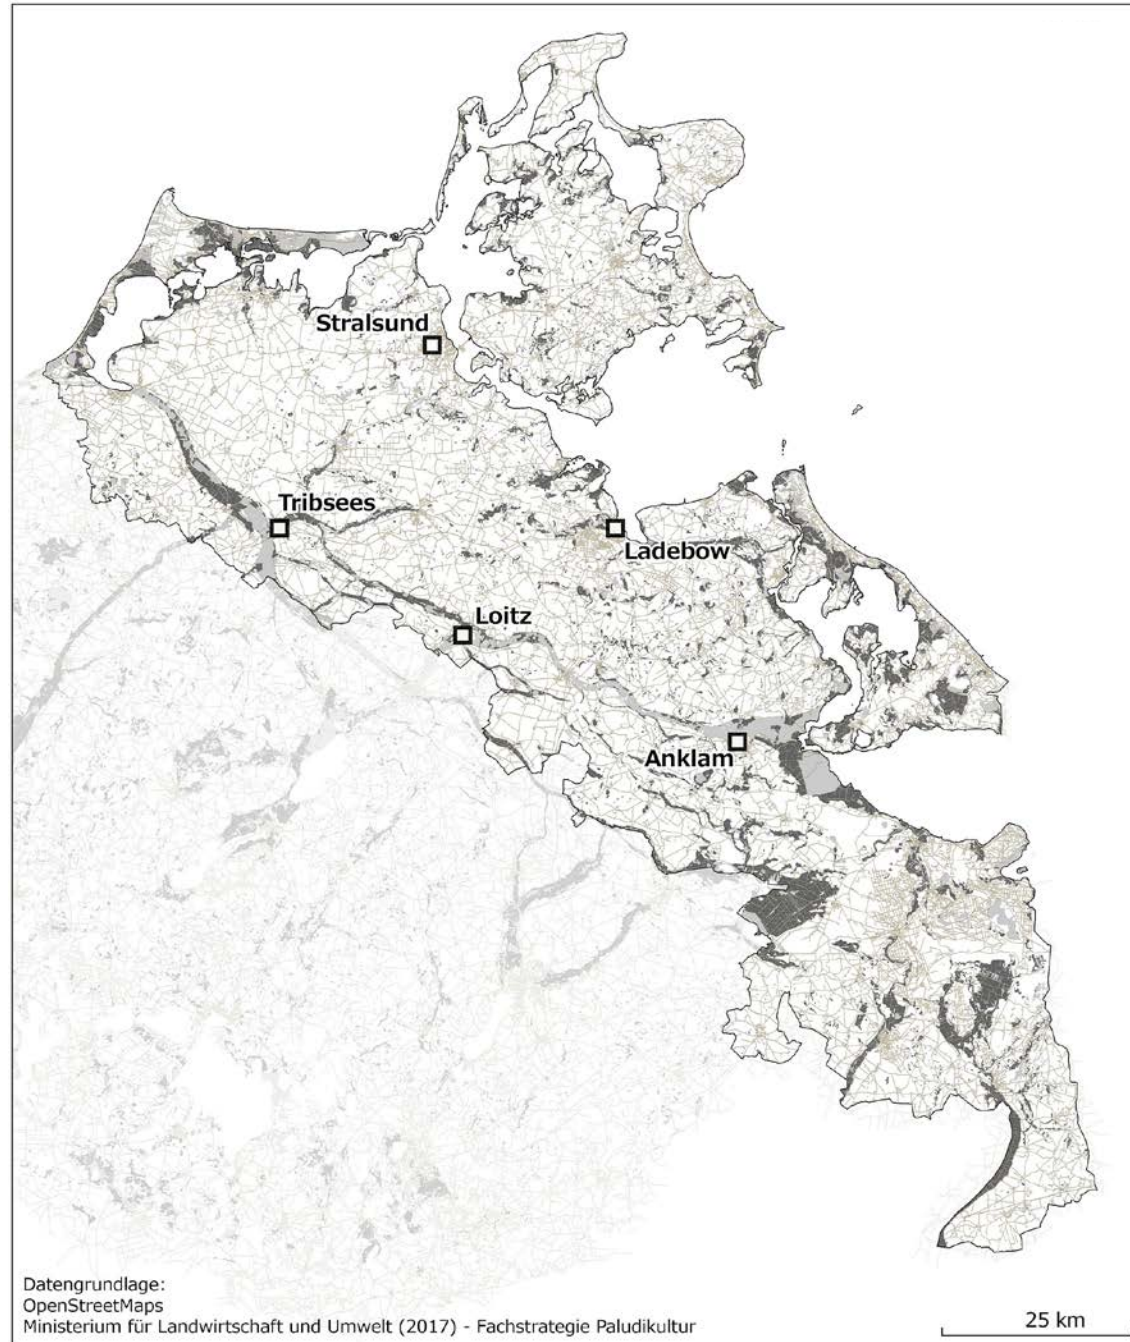 Stralsund
Tribsees
Ladebow
Loitz
Anklam
Datengrundlage:
OpenStreetMaps
Ministerium für Landwirtschaft und Umwelt (2017) - Fachstrategie Paludikultur
25 km